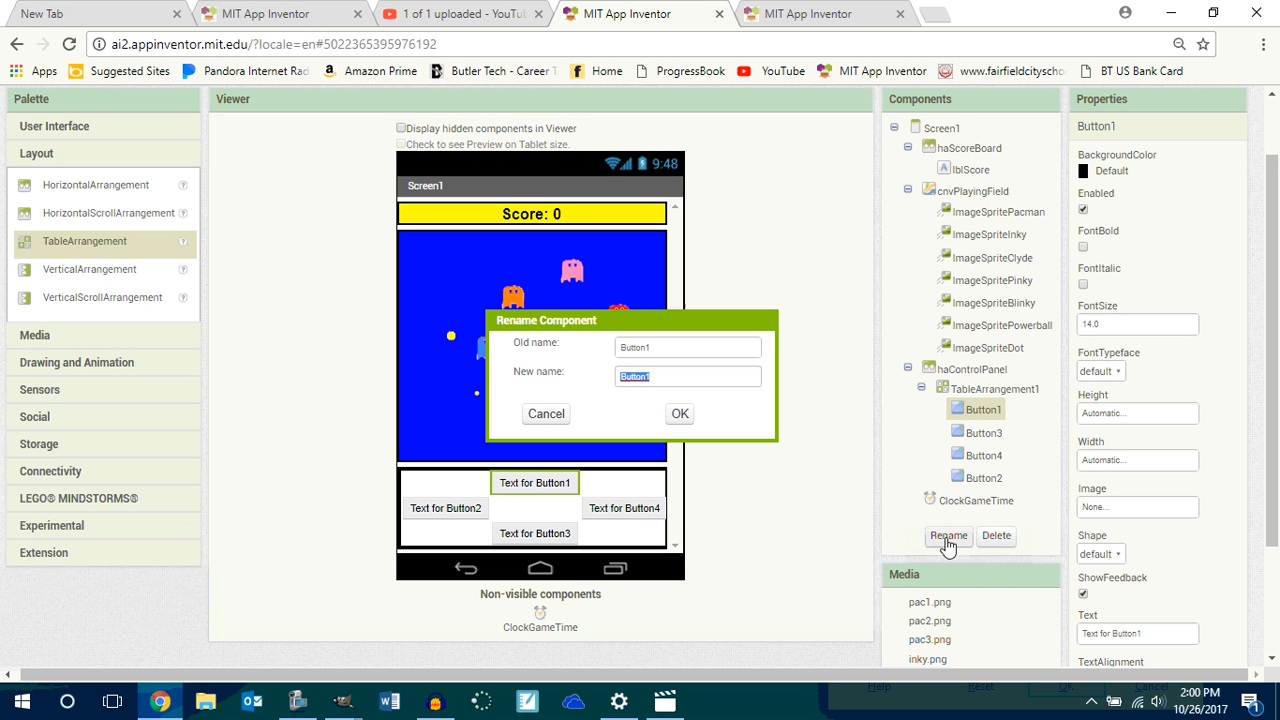 New Tab
MIT App Inventor
1 of 1 uploaded - YouTu
MIT App Inventor
MIT App Inventor
ai2.appinventor.mit.edu/?locale=en#5022365395976192
Apps
Suggested Sites
Pandora Internet Rad
Amazon Prime
Butler Tech - Career T
Home
ProgressBook
YouTube
MIT App Inventor
www.fairfieldcityscho
BT US Bank Card
Palette
User Interface
Layout
HorizontalArrangement
HorizontalScrollArrangement
TableArrangement
VerticalArrangement
VerticalScrollArrangement
Media
Drawing and Animation
Sensors
Social
Storage
Connectivity
LEGO® MINDSTORMS®
Experimental
Extension
Viewer
Display hidden components in Viewer
Check to see Preview on Tablet size.
9:48
Screen1
Score: 0
Rename Component
Old name:
Button1
New name:
Button1
Cancel
OK
Text for Button1
Text for Button2
Text for Button4
Text for Button3
Non-visible components
ClockGameTime
Components
Screen1
haScoreBoard
lblScore
cnvPlayingField
ImageSpritePacman
ImageSpriteInky
ImageSpriteClyde
ImageSpritePinky
ImageSpriteBlinky
ImageSpritePowerball
ImageSpriteDot
haControlPanel
TableArrangement1
Button1
Button3
Button4
Button2
ClockGameTime
Rename
Delete
Media
pac1.png
pac2.png
pac3.png
inky.png
Properties
Button1
BackgroundColor
Default
Enabled
FontBold
FontItalic
FontSize
14.0
FontTypeface
default
Height
Automatic...
Width
Automatic...
Image
None...
Shape
default
ShowFeedback
Text
Text for Button1
TextAlignment
Help
Reset
OK
Cancel
2:00 PM
10/26/2017